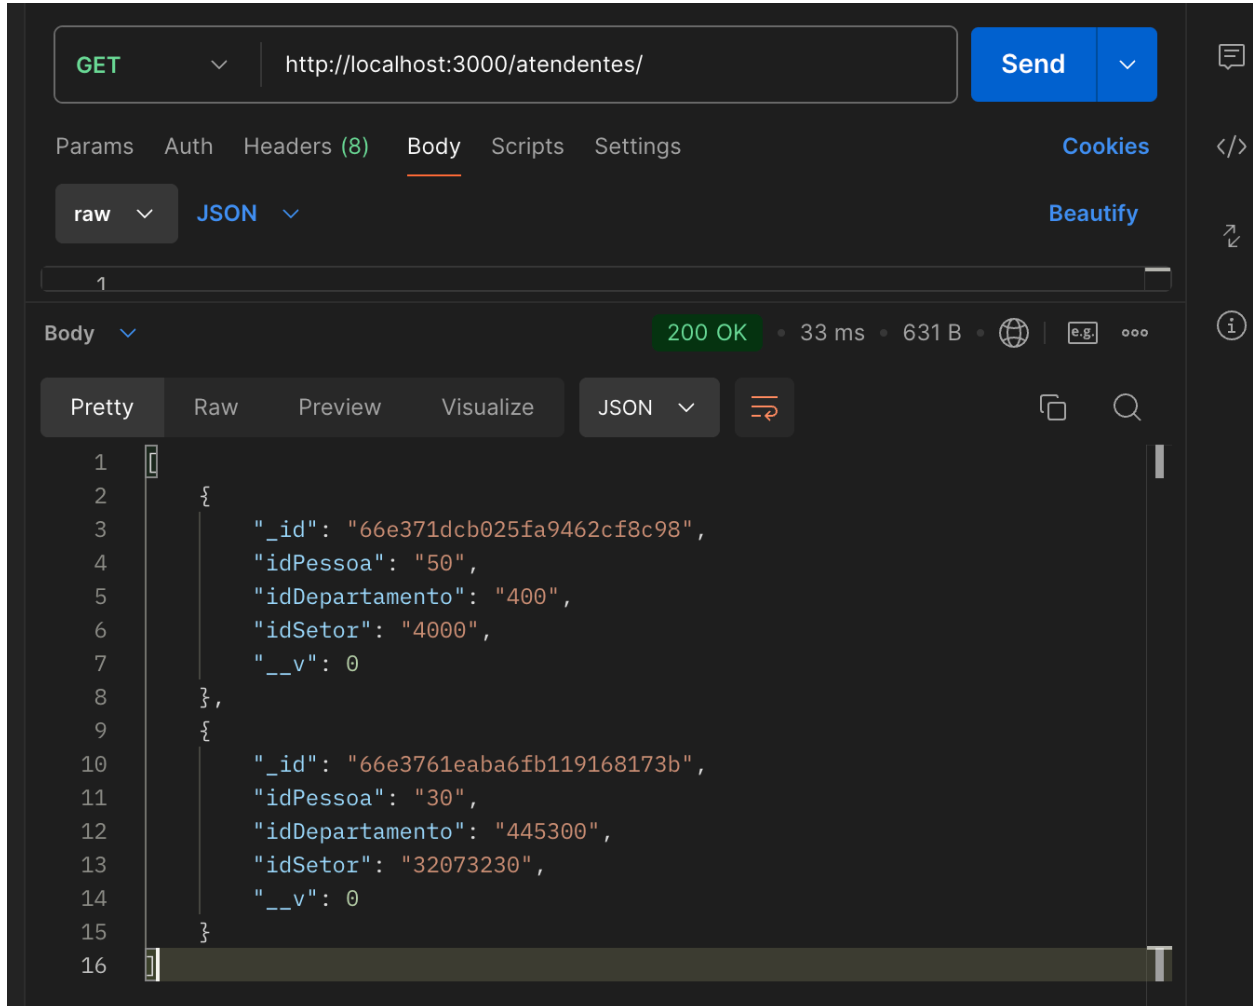 GET http://localhost:3000/atendentes/ Send
Params Auth Headers (8) Body Scripts Settings Cookies
raw JSON Beautify
1
Body 200 OK • 33 ms • 631 B • e.g.
Pretty Raw Preview Visualize JSON
1 [
2 {
3 "_id": "66e371dcb025fa9462cf8c98",
4 "idPessoa": "50",
5 "idDepartamento": "400",
6 "idSetor": "4000",
7 "__v": 0
8 },
9 {
10 "_id": "66e3761eaba6fb119168173b",
11 "idPessoa": "30",
12 "idDepartamento": "445300",
13 "idSetor": "32073230",
14 "__v": 0
15 }
16 ]